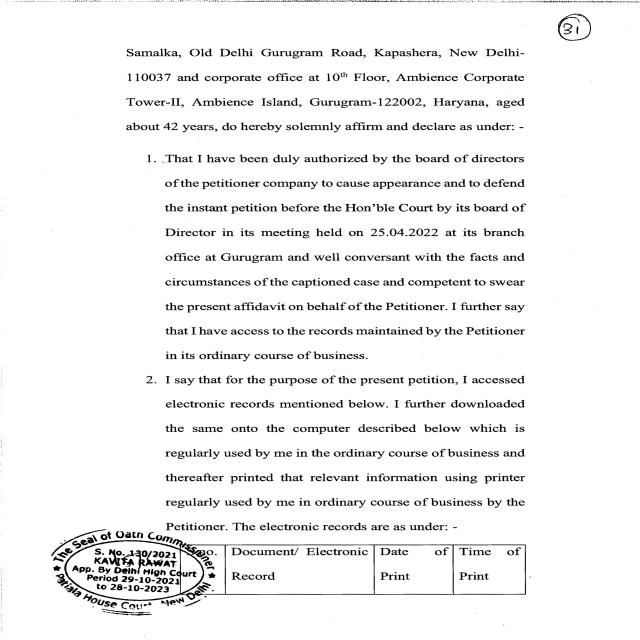 31
Samalka, Old Delhi Gurugram Road, Kapashera, New Delhi-
110037 and corporate office at 10th Floor, Ambience Corporate
Tower-II, Ambience Island, Gurugram-122002, Haryana, aged
about 42 years, do hereby solemnly affirm and declare as under: -
1. That I have been duly authorized by the board of directors
of the petitioner company to cause appearance and to defend
the instant petition before the Hon'ble Court by its board of
Director in its meeting held on 25.04.2022 at its branch
office at Gurugram and well conversant with the facts and
circumstances of the captioned case and competent to swear
the present affidavit on behalf of the Petitioner. I further say
that I have access to the records maintained by the Petitioner
in its ordinary course of business.
2. I say that for the purpose of the present petition, I accessed
electronic records mentioned below. I further downloaded
the same onto the computer described below which is
regularly used by me in the ordinary course of business and
thereafter printed that relevant information using printer
regularly used by me in ordinary course of business by the
Petitioner. The electronic records are as under: -
The Seal of Oath Commissioner
S. No. 130/2021
KAVITA RAWAT
App. By Delhi High Court
Period 29-10-2021
to 28-10-2023
Patiala House Court New Delhi
o. Document/ Electronic Date of Time of
Record Print Print